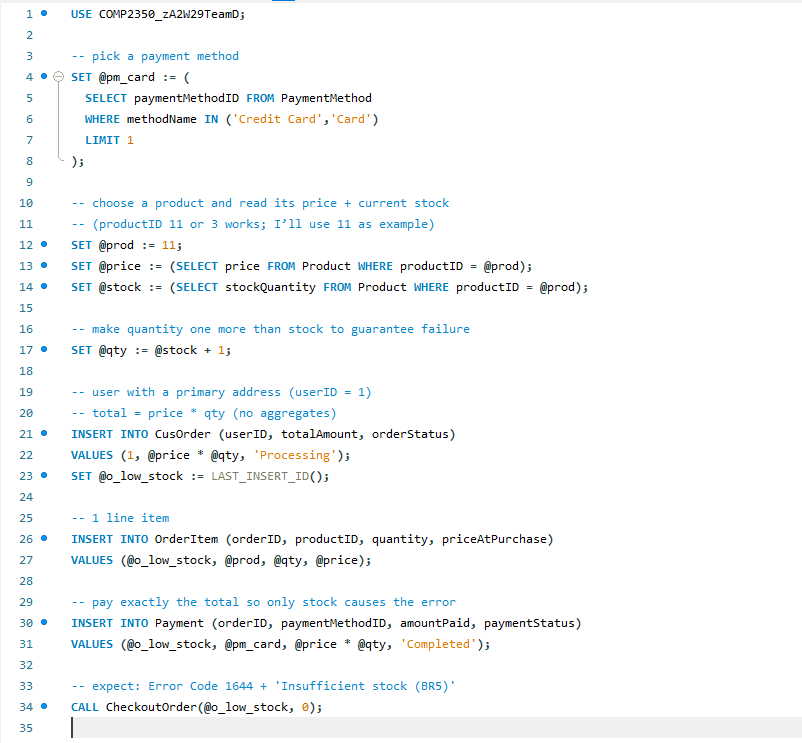 1 USE COMP2350_zA2W29TeamD;
2
3 -- pick a payment method
4 SET @pm_card := (
5 SELECT paymentMethodID FROM PaymentMethod
6 WHERE methodName IN ('Credit Card','Card')
7 LIMIT 1
8 );
9
10 -- choose a product and read its price + current stock
11 -- (productID 11 or 3 works; I’ll use 11 as example)
12 SET @prod := 11;
13 SET @price := (SELECT price FROM Product WHERE productID = @prod);
14 SET @stock := (SELECT stockQuantity FROM Product WHERE productID = @prod);
15
16 -- make quantity one more than stock to guarantee failure
17 SET @qty := @stock + 1;
18
19 -- user with a primary address (userID = 1)
20 -- total = price * qty (no aggregates)
21 INSERT INTO CusOrder (userID, totalAmount, orderStatus)
22 VALUES (1, @price * @qty, 'Processing');
23 SET @o_low_stock := LAST_INSERT_ID();
24
25 -- 1 line item
26 INSERT INTO OrderItem (orderID, productID, quantity, priceAtPurchase)
27 VALUES (@o_low_stock, @prod, @qty, @price);
28
29 -- pay exactly the total so only stock causes the error
30 INSERT INTO Payment (orderID, paymentMethodID, amountPaid, paymentStatus)
31 VALUES (@o_low_stock, @pm_card, @price * @qty, 'Completed');
32
33 -- expect: Error Code 1644 + 'Insufficient stock (BR5)'
34 CALL CheckoutOrder(@o_low_stock, 0);
35